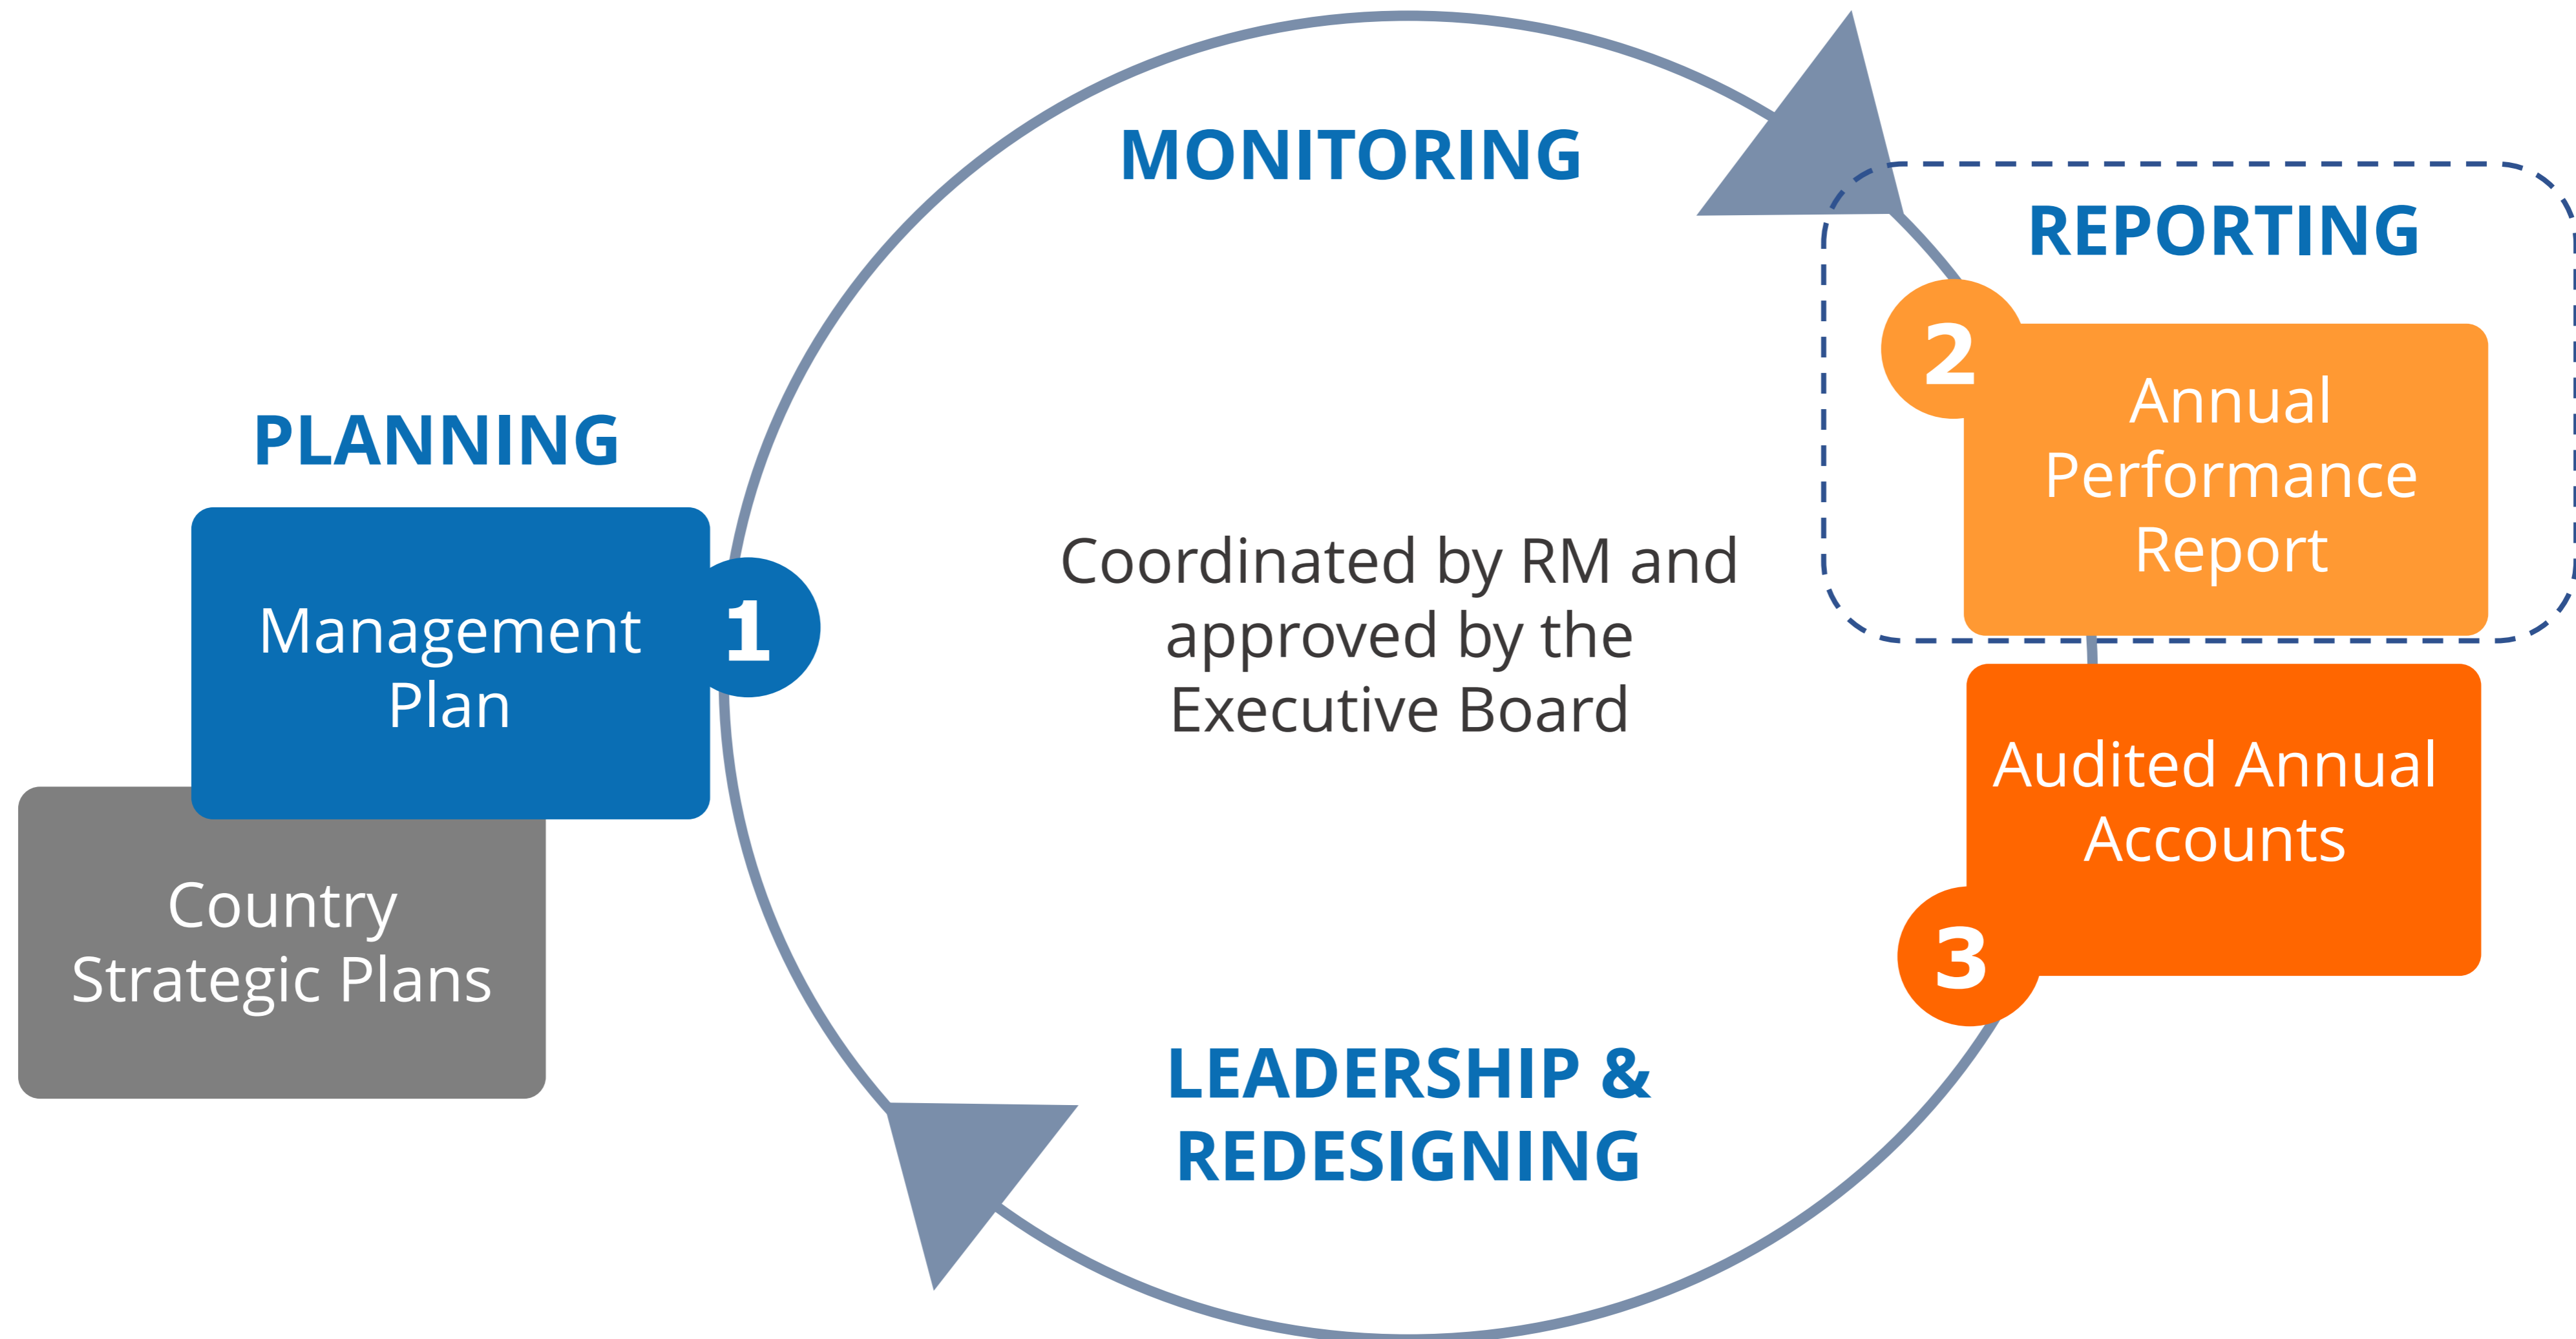 MONITORING
REPORTING
2
Annual
Performance
Report
PLANNING
1
Management
Plan
Coordinated by RM and
approved by the
Executive Board
Audited Annual
Accounts
3
Country
Strategic Plans
LEADERSHIP &
REDESIGNING